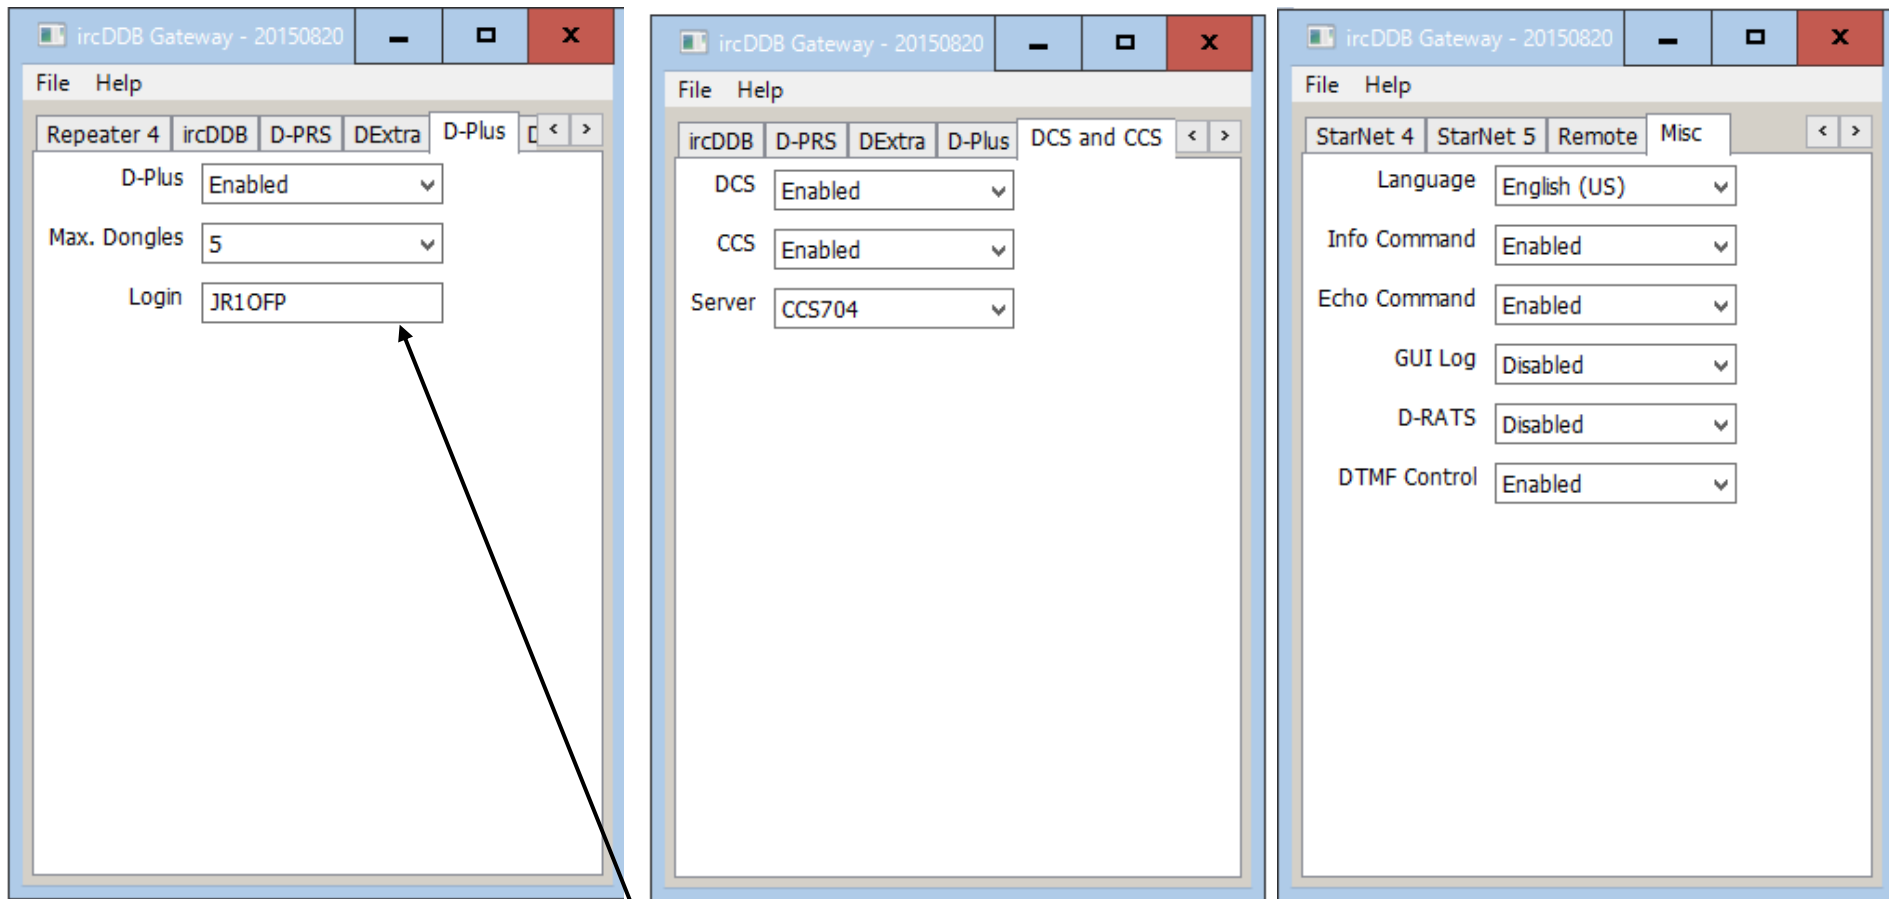 ircDDB Gateway - 20150820
File Help
Repeater 4 ircDDB D-PRS DExtra D-Plus
D-Plus Enabled
Max. Dongles 5
Login JR1OFP
ircDDB Gateway - 20150820
File Help
ircDDB D-PRS DExtra D-Plus DCS and CCS
DCS Enabled
CCS Enabled
Server CCS704
ircDDB Gateway - 20150820
File Help
StarNet 4 StarNet 5 Remote Misc
Language English (US)
Info Command Enabled
Echo Command Enabled
GUI Log Disabled
D-RATS Disabled
DTMF Control Enabled